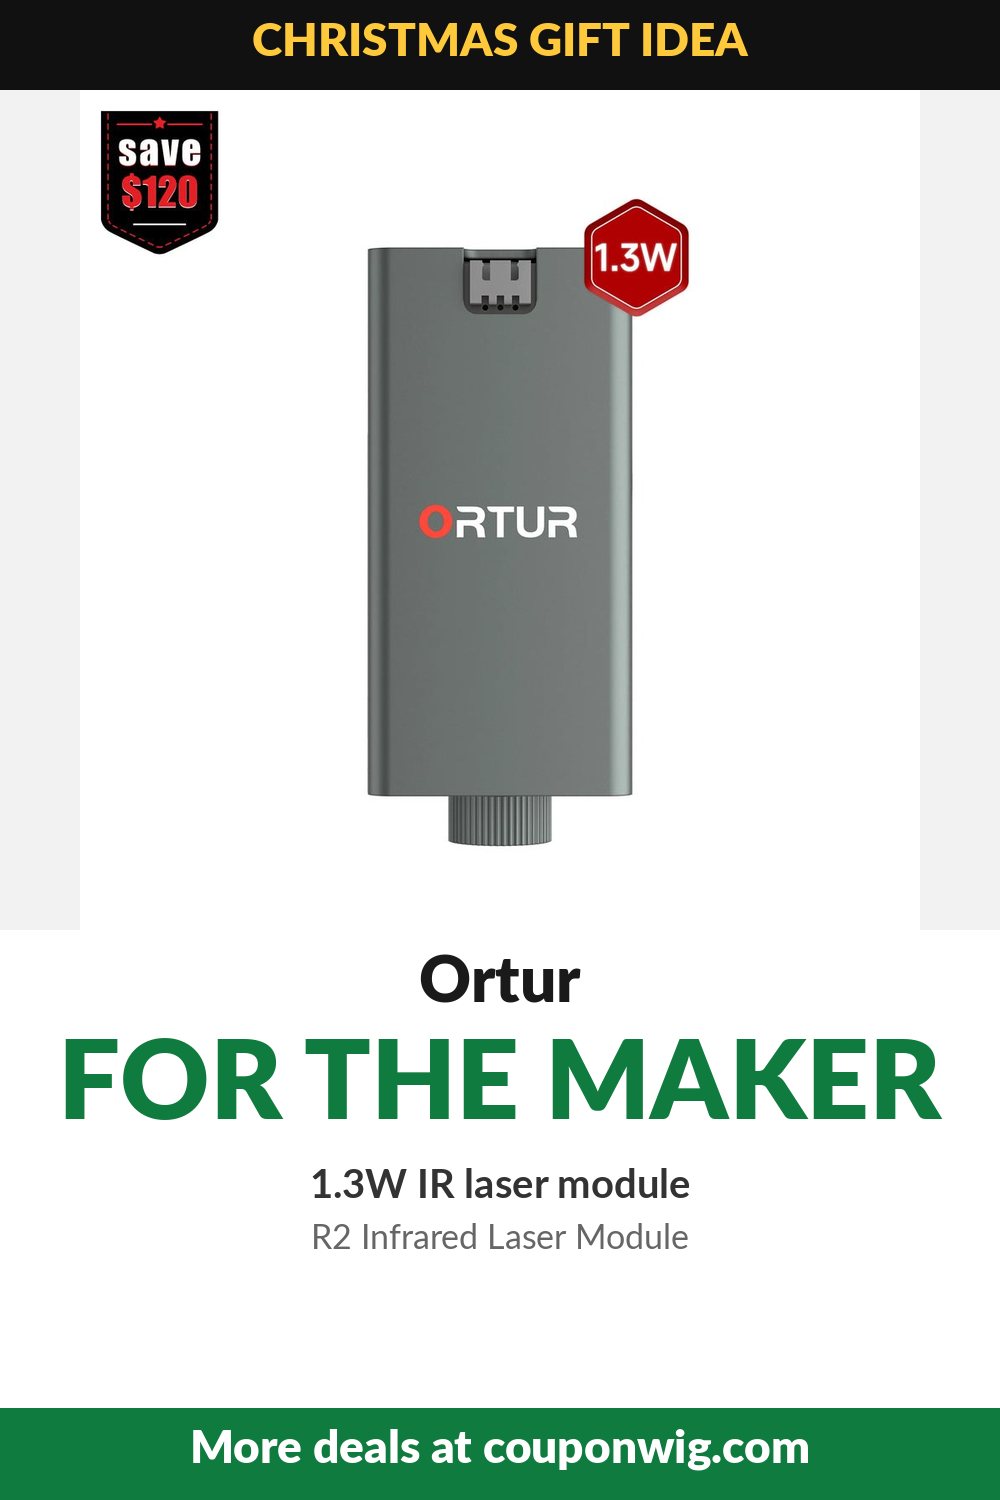 CHRISTMAS GIFT IDEA
save
$120
1.3W
ORTUR
Ortur
FOR THE MAKER
1.3W IR laser module
R2 Infrared Laser Module
More deals at couponwig.com